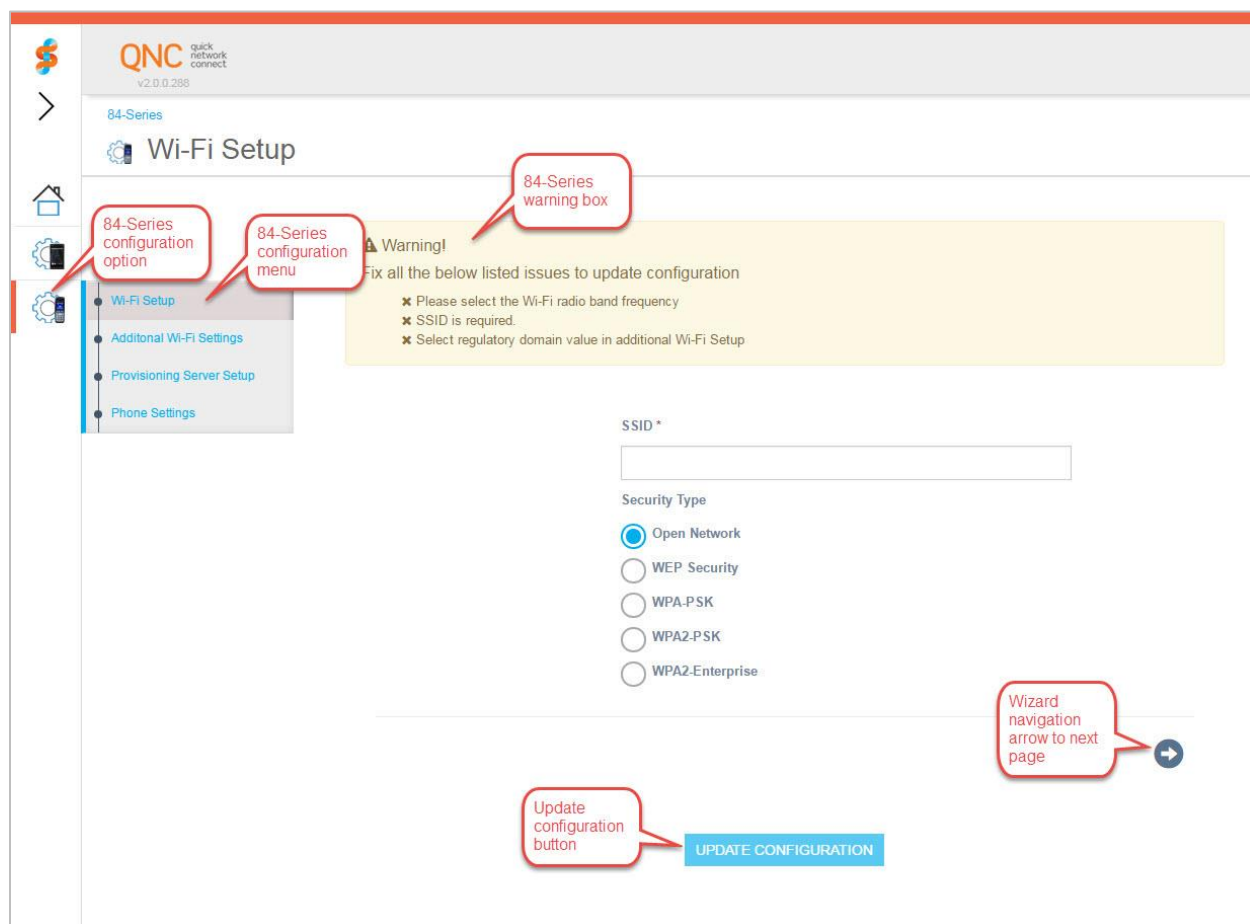 QNC quick
network
connect
v2.0.0.288
84-Series
Wi-Fi Setup
84-Series
warning box
84-Series
configuration
option
84-Series
configuration
menu
Warning!
Fix all the below listed issues to update configuration
Please select the Wi-Fi radio band frequency
SSID is required.
Select regulatory domain value in additional Wi-Fi Setup
Wi-Fi Setup
Additonal Wi-Fi Settings
Provisioning Server Setup
Phone Settings
SSID *
Security Type
Open Network
WEP Security
WPA-PSK
WPA2-PSK
WPA2-Enterprise
Wizard
navigation
arrow to next
page
Update
configuration
button
UPDATE CONFIGURATION